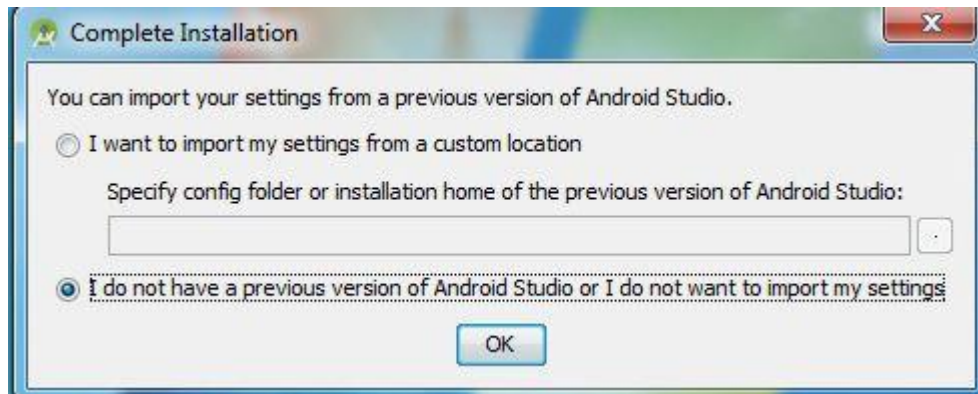 Complete Installation
You can import your settings from a previous version of Android Studio.
I want to import my settings from a custom location
Specify config folder or installation home of the previous version of Android Studio:
.
I do not have a previous version of Android Studio or I do not want to import my settings
OK